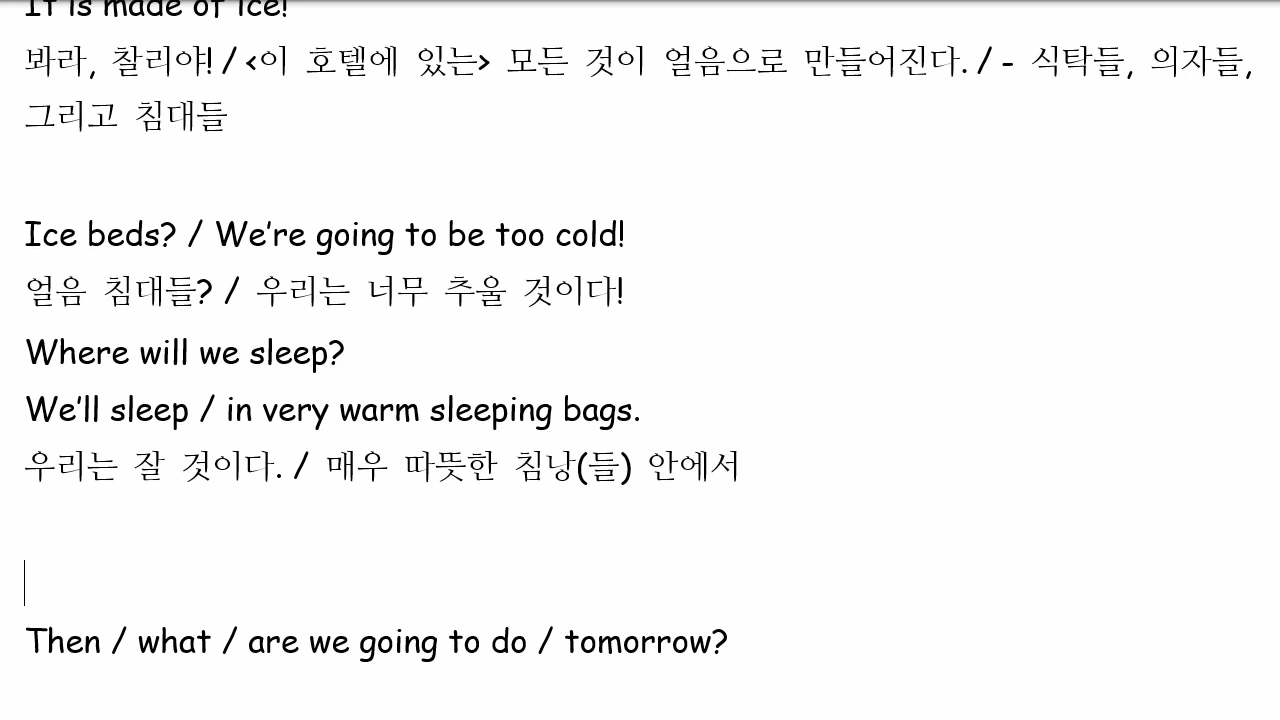 It is made of ice!
봐라, 찰리야! / <이 호텔에 있는> 모든 것이 얼음으로 만들어진다. / - 식탁들, 의자들,
그리고 침대들
Ice beds? / We're going to be too cold!
얼음 침대들? / 우리는 너무 추울 것이다!
Where will we sleep?
We'll sleep / in very warm sleeping bags.
우리는 잘 것이다. / 매우 따뜻한 침낭(들) 안에서
Then / what / are we going to do / tomorrow?